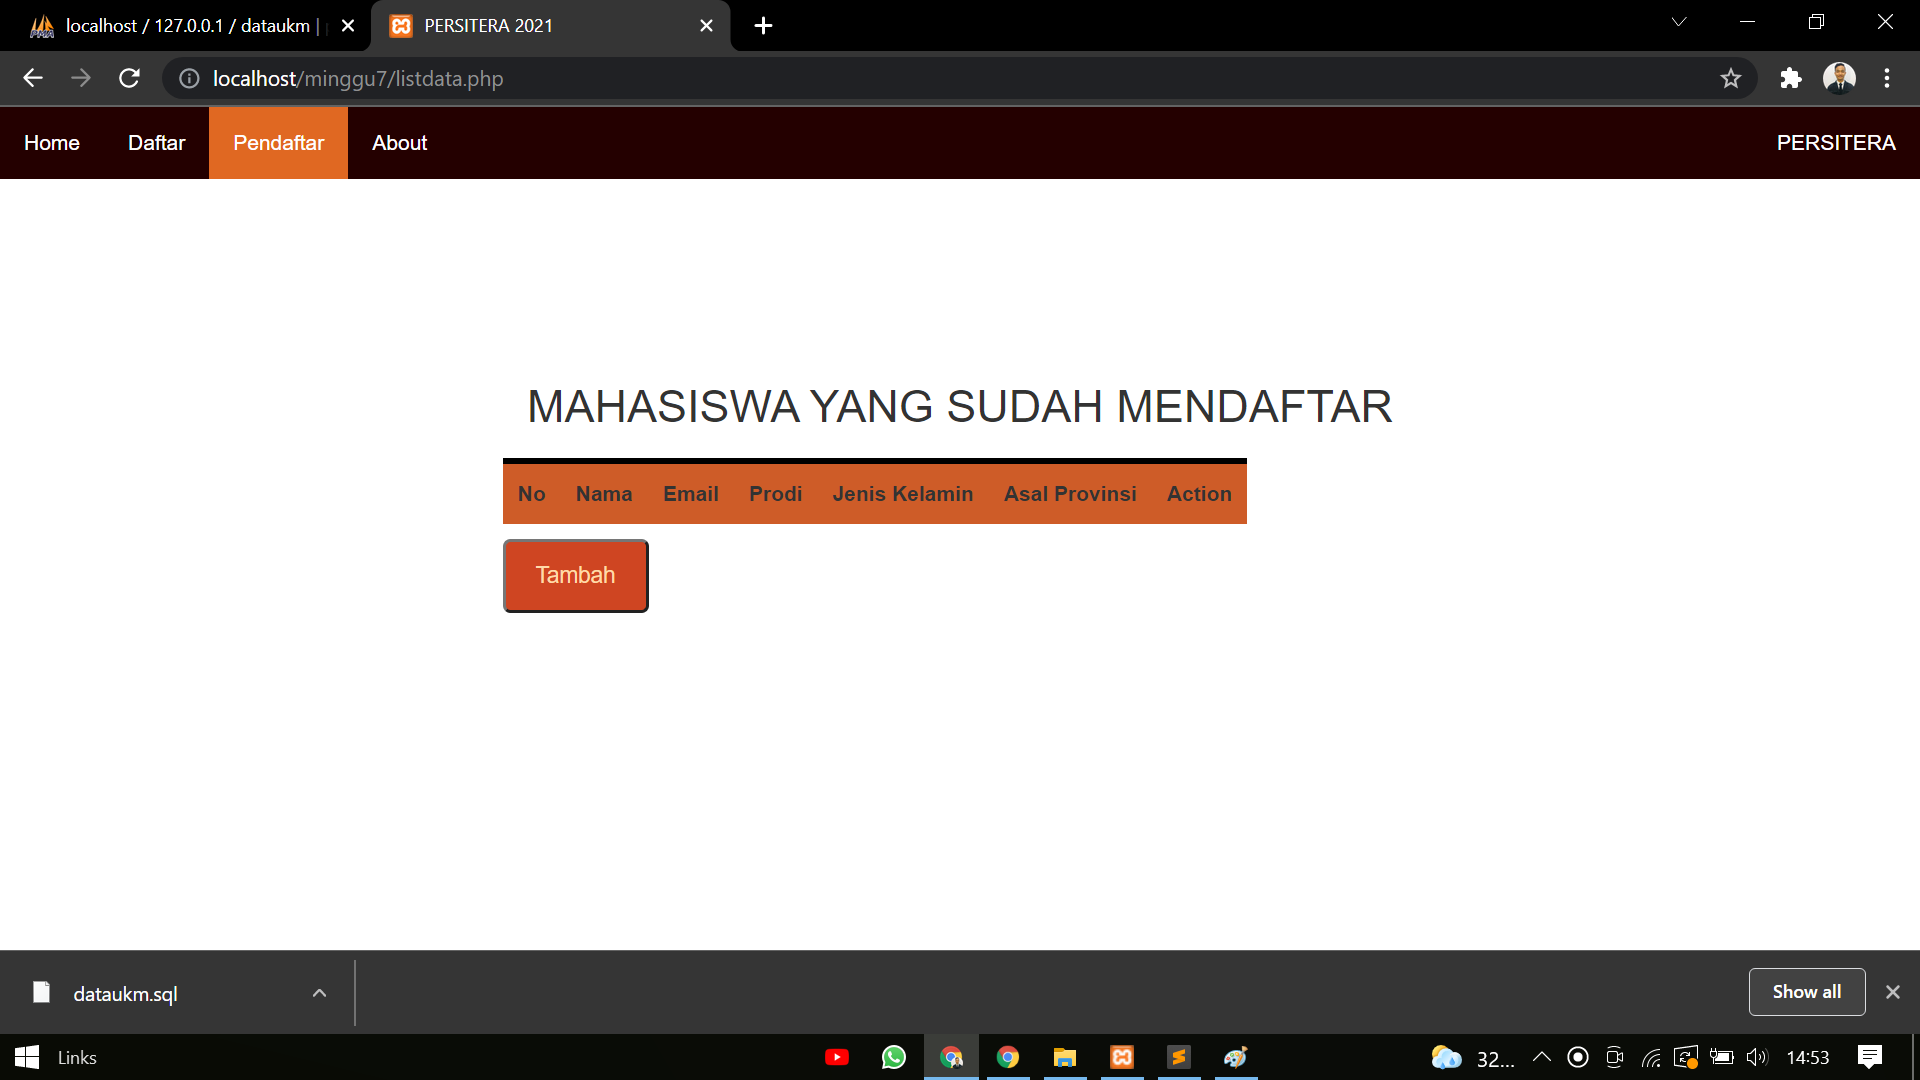 localhost / 127.0.0.1 / dataukm |
PERSITERA 2021
localhost/minggu7/listdata.php
Home Daftar Pendaftar About PERSITERA
MAHASISWA YANG SUDAH MENDAFTAR
No Nama Email Prodi Jenis Kelamin Asal Provinsi Action
Tambah
dataukm.sql
Show all
Links
32...
14:53